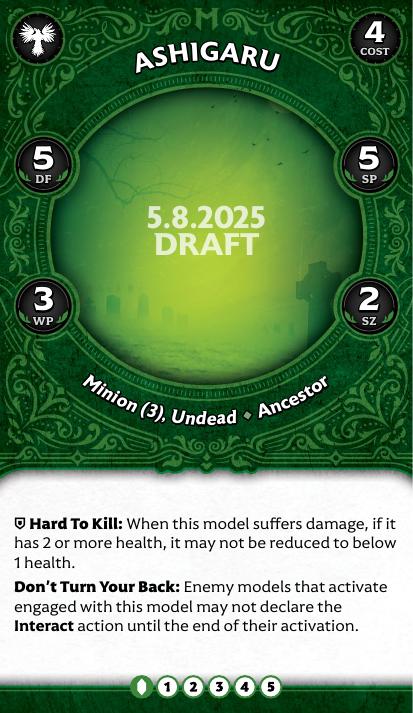 4
COST
ASHIGARU
5
DF
5
SP
5.8.2025
DRAFT
3
WP
2
SZ
Minion (3), Undead ⬥ Ancestor
Hard To Kill: When this model suffers damage, if it
has 2 or more health, it may not be reduced to below
1 health.
Don't Turn Your Back: Enemy models that activate
engaged with this model may not declare the
Interact action until the end of their activation.
1 2 3 4 5